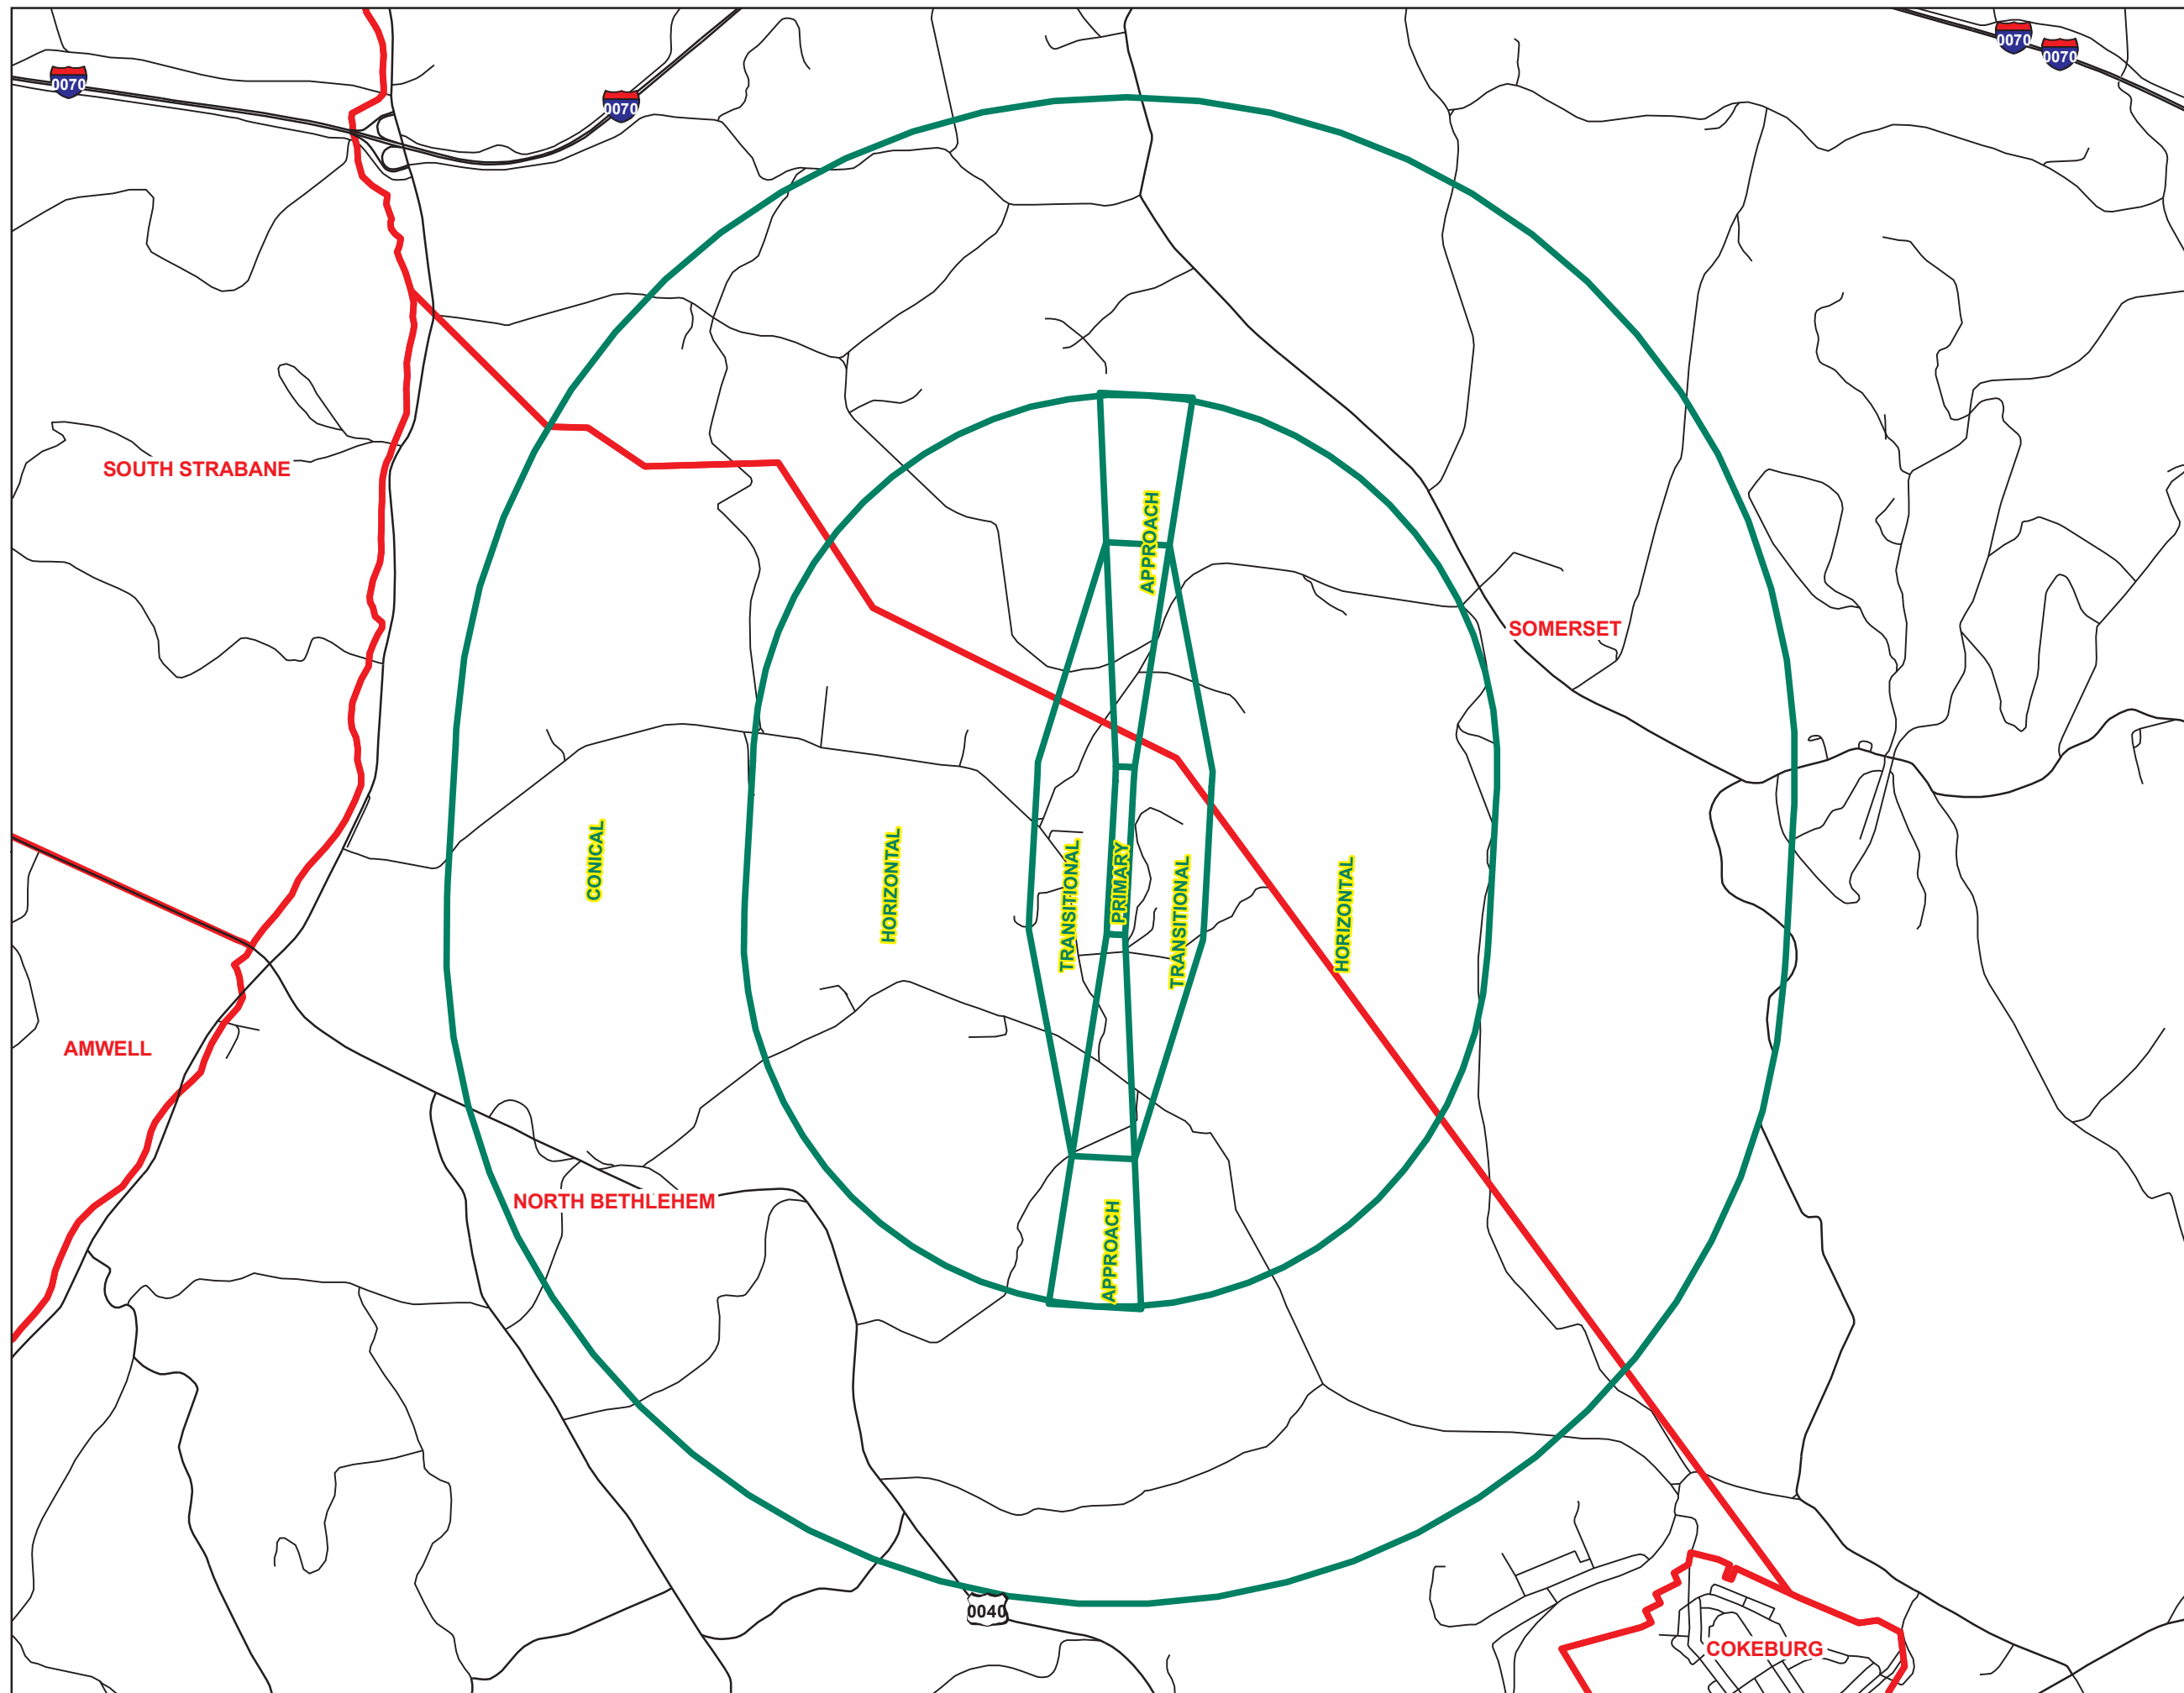 0070
0070
0070
0070
SOUTH STRABANE
APPROACH
SOMERSET
CONICAL
HORIZONTAL
TRANSITIONAL
PRIMARY
TRANSITIONAL
HORIZONTAL
AMWELL
NORTH BETHLEHEM
APPROACH
0040
COKEBURG